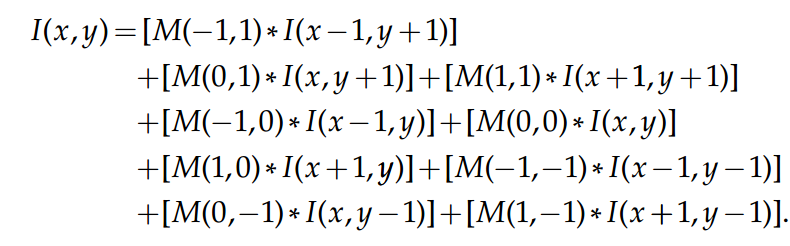 I(x,y)=[M(−1,1)∗I(x−1,y+1)]
+[M(0,1)∗I(x,y+1)]+[M(1,1)∗I(x+1,y+1)]
+[M(−1,0)∗I(x−1,y)]+[M(0,0)∗I(x,y)]
+[M(1,0)∗I(x+1,y)]+[M(−1,−1)∗I(x−1,y−1)]
+[M(0,−1)∗I(x,y−1)]+[M(1,−1)∗I(x+1,y−1)].